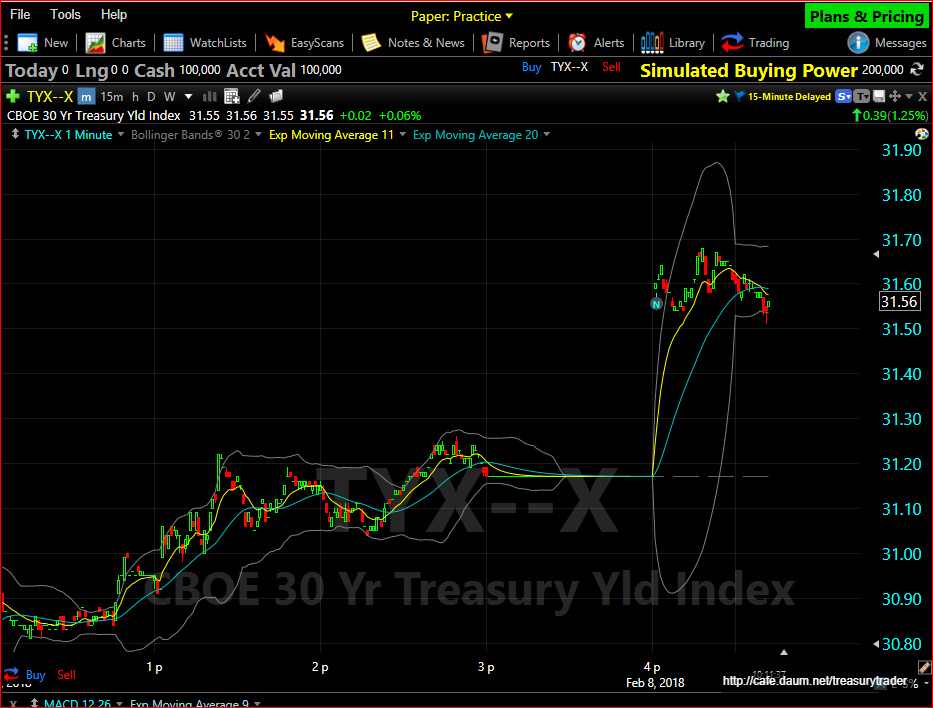 File Tools Help Paper: Practice Plans & Pricing
New Charts WatchLists EasyScans Notes & News Reports Alerts Library Trading Messages
Today 0 Lng 0 0 Cash 100,000 Acct Val 100,000 Buy TYX--X Sell Simulated Buying Power 200,000
TYX--X m 15m h D W 15-Minute Delayed S T
CBOE 30 Yr Treasury Yld Index 31.55 31.56 31.55 31.56 +0.02 +0.06% 0.39(1.25%)
TYX--X 1 Minute Bollinger Bands® 30 2 Exp Moving Average 11 Exp Moving Average 20
31.90
31.80
31.70
31.60
N
31.56
31.50
31.40
31.30
31.20
TYX--X
31.10
31.00
CBOE 30 Yr Treasury Yld Index
30.90
30.80
1 p 2 p 3 p 4 p
Buy Sell
Feb 8, 2018
http://cafe.daum.net/treasurytrader
MACD 12,26 Exp Moving Average 9